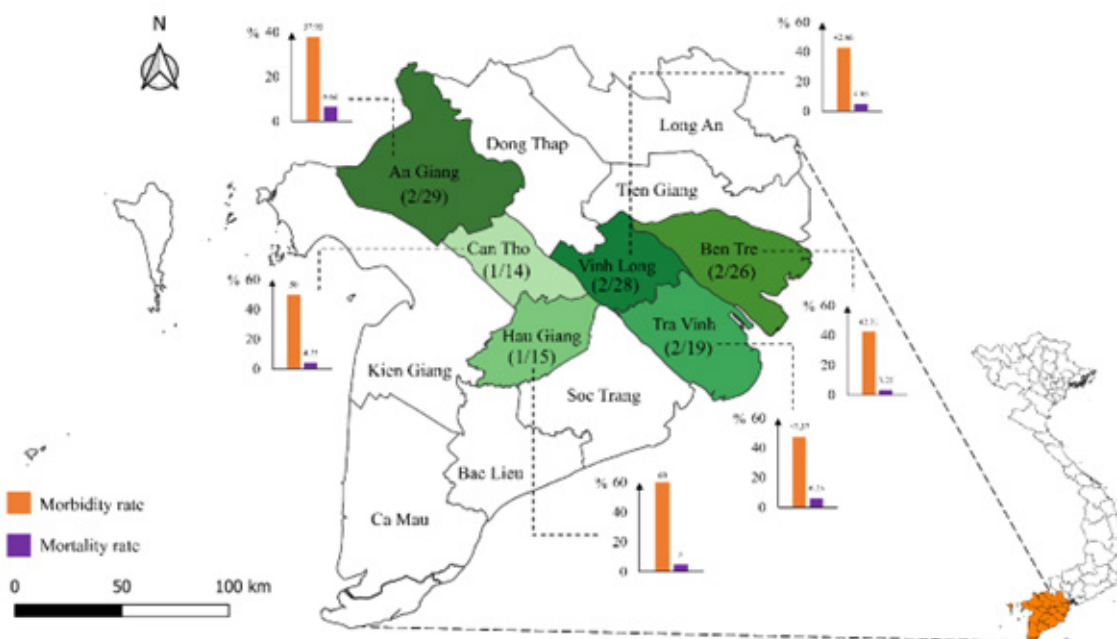 N
% 40
20
0
% 60
42.86
40
20
0
Long An
Dong Thap
An Giang
(2/29)
Tien Giang
Can Tho
(1/14)
Vinh Long
(2/28)
Ben Tre
(2/26)
% 60
50
40
20
0
Hau Giang
(1/15)
Tra Vinh
(2/19)
% 60
40
20
0
Kien Giang
Soc Trang
% 60
40
20
0
Bac Lieu
% 60
60
40
20
0
Ca Mau
Morbidity rate
Mortality rate
0 50 100 km